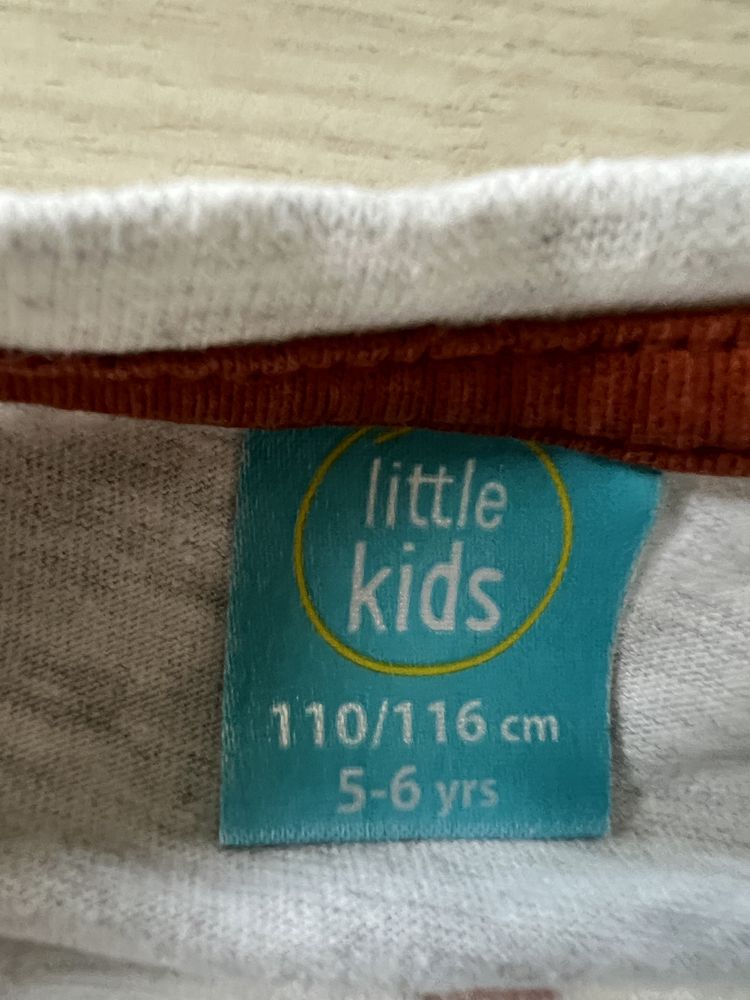 little
kids
110/116 cm
5-6 yrs